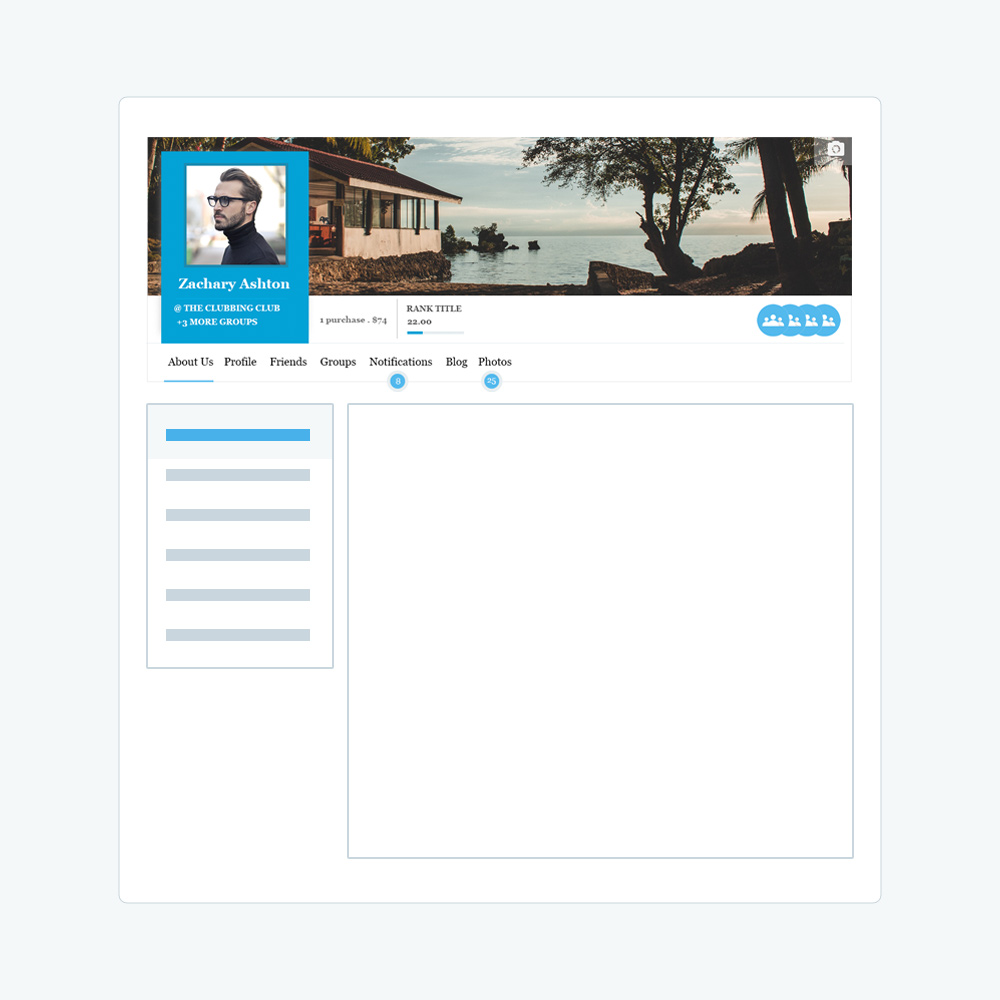 Zachary Ashton
@ THE CLUBBING CLUB
+3 MORE GROUPS
1 purchase . $74
RANK TITLE
22.00
About Us Profile Friends Groups Notifications Blog Photos
8 25